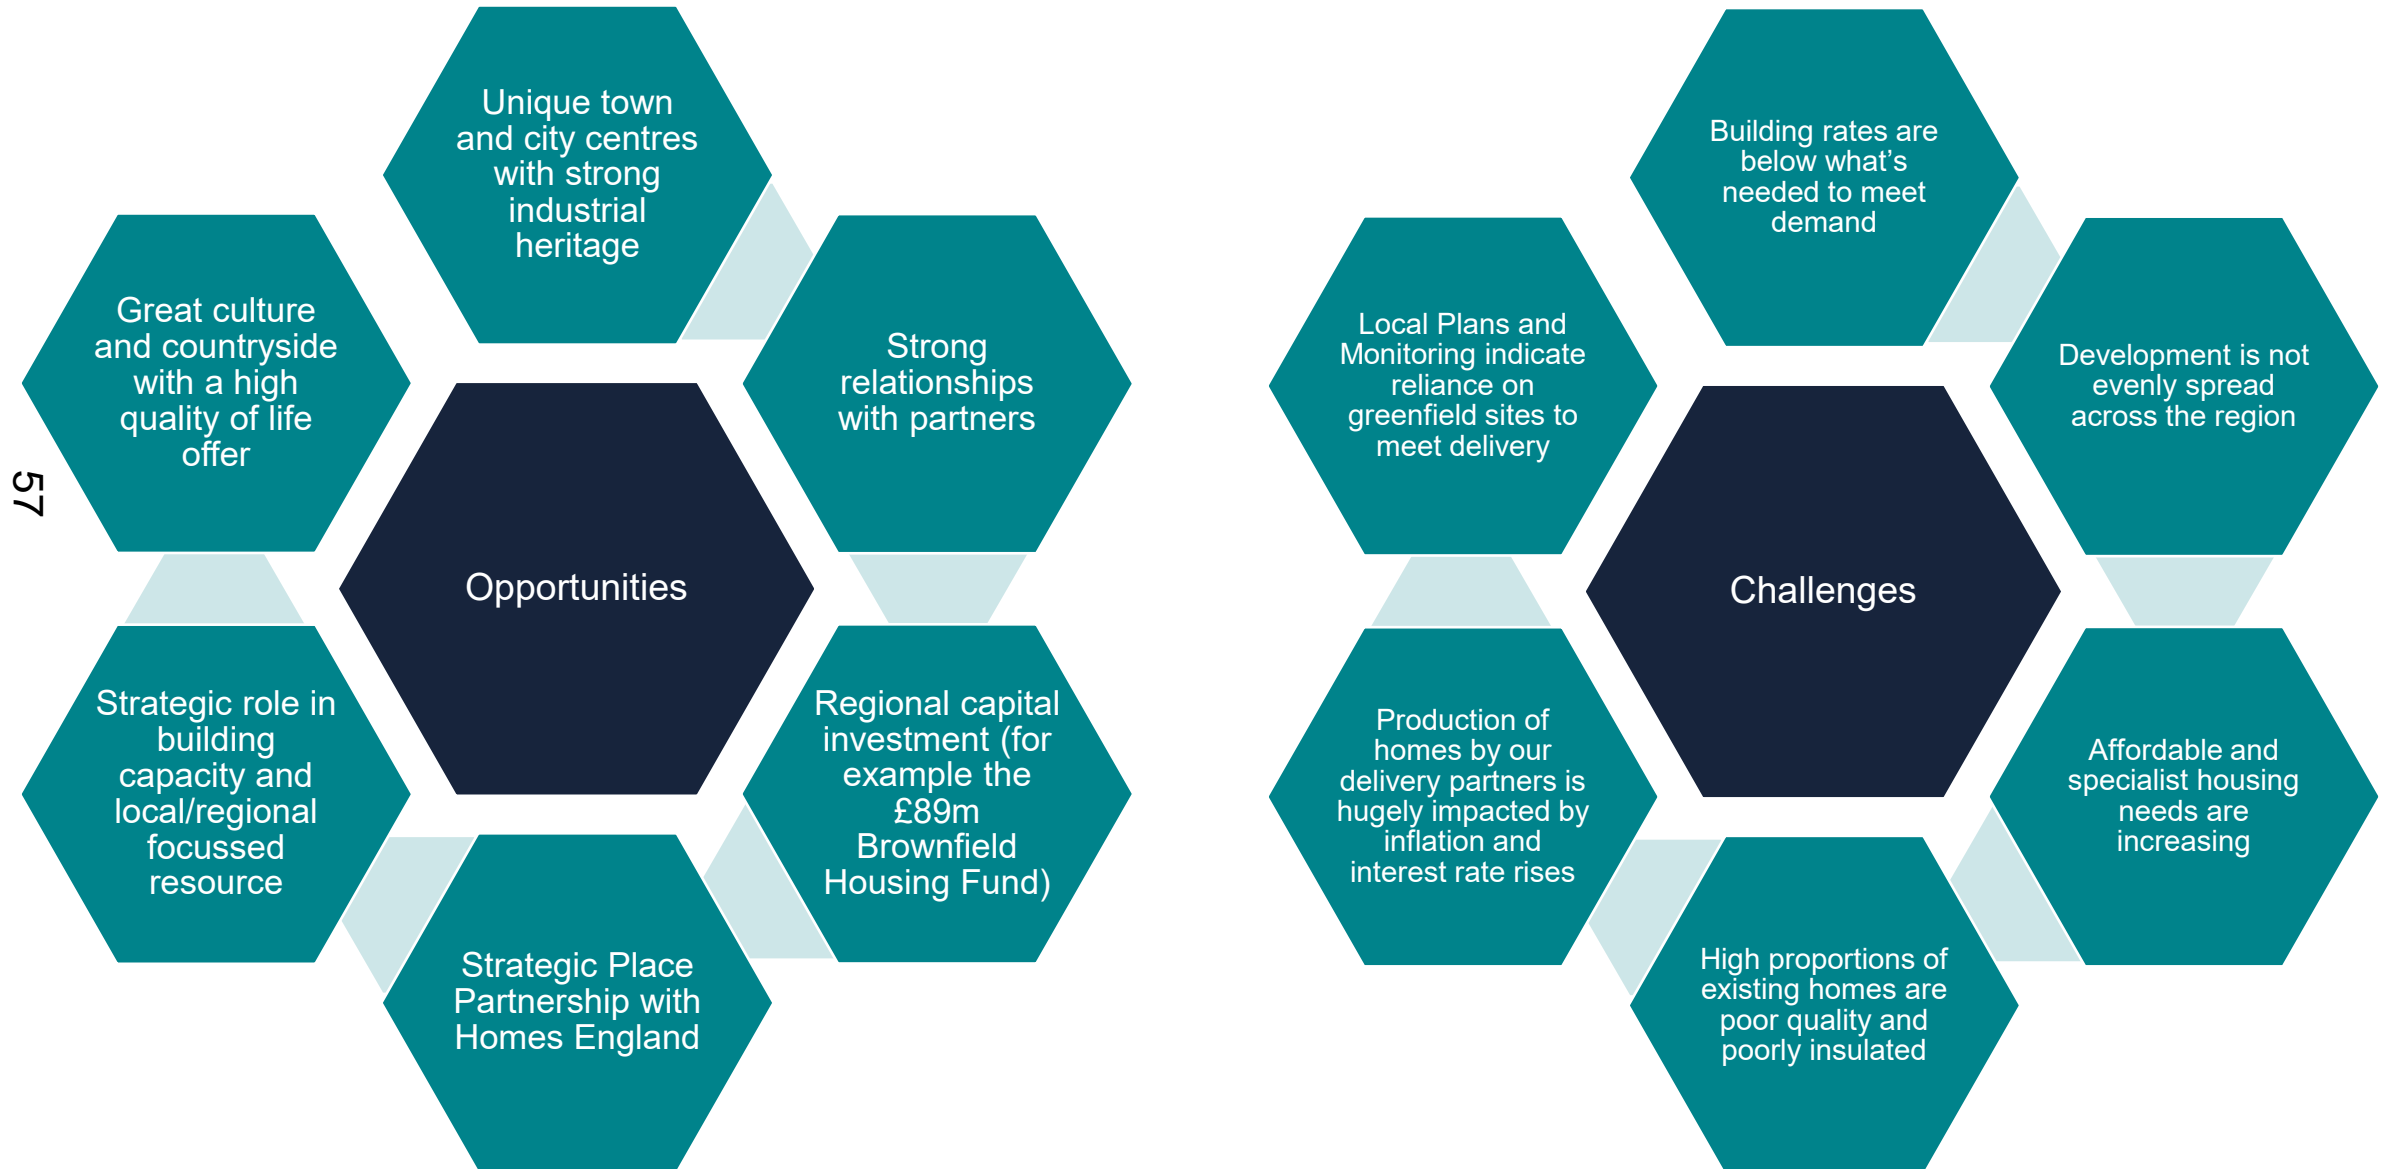 Unique town
and city centres
with strong
industrial
heritage
Strong
relationships
with partners
Regional capital
investment (for
example the
£89m
Brownfield
Housing Fund)
Strategic Place
Partnership with
Homes England
Strategic role in
building
capacity and
local/regional
focussed
resource
Great culture
and countryside
with a high
quality of life
offer
Opportunities
57
Building rates are
below what’s
needed to meet
demand
Development is not
evenly spread
across the region
Affordable and
specialist housing
needs are
increasing
High proportions of
existing homes are
poor quality and
poorly insulated
Production of
homes by our
delivery partners is
hugely impacted by
inflation and
interest rate rises
Local Plans and
Monitoring indicate
reliance on
greenfield sites to
meet delivery
Challenges